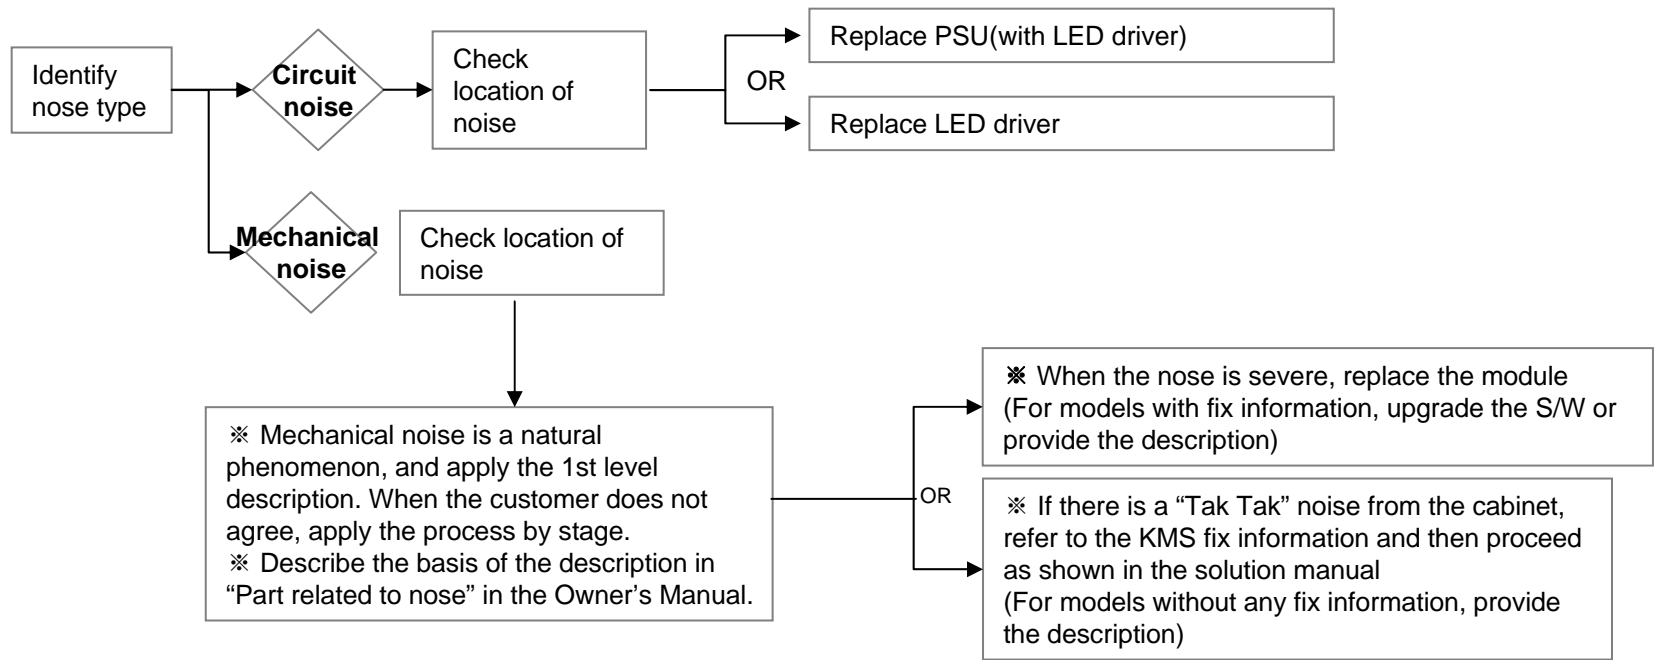 Identify
nose type
Circuit
noise
Check
location of
noise
Replace PSU(with LED driver)
OR
Replace LED driver
Mechanical
noise
Check location of
noise
※ Mechanical noise is a natural
phenomenon, and apply the 1st level
description. When the customer does not
agree, apply the process by stage.
※ Describe the basis of the description in
“Part related to nose” in the Owner’s Manual.
OR
※ When the nose is severe, replace the module
(For models with fix information, upgrade the S/W or
provide the description)
※ If there is a “Tak Tak” noise from the cabinet,
refer to the KMS fix information and then proceed
as shown in the solution manual
(For models without any fix information, provide
the description)